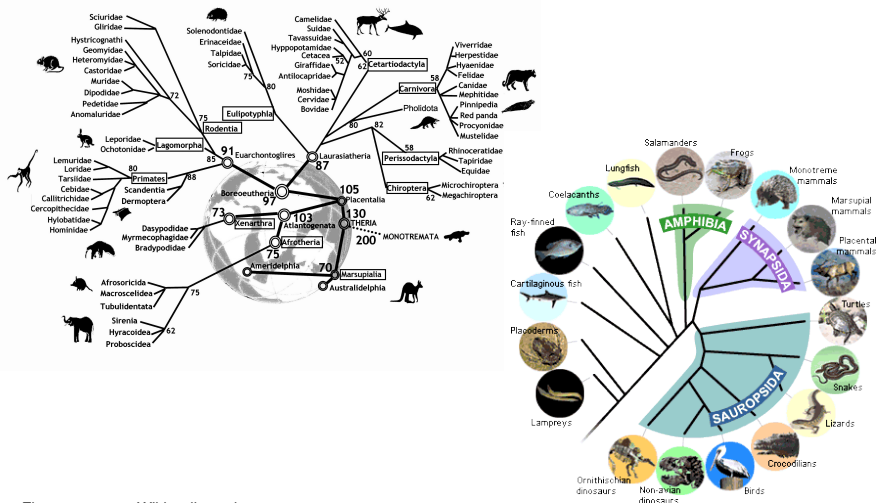 Sciuridae
Gliridae
Hystricognathi
Geomyidae
Heteromyidae
Castoridae
Muridae
Dipodidae
Pedetidae
Anomaluridae
72
75
Rodentia
Leporidae
Ochotonidae
Lagomorpha
85
91
Euarchontoglires
Lemuridae
Loridae
Tarsiidae
Cebidae
Callitrichidae
Cercopithecidae
Hylobatidae
Hominidae
80
Primates
Scandentia
Dermoptera
88
Solenodontidae
Erinaceidae
Talpidae
Soricidae
75
80
Eulipotyphla
Camelidae
Suidae
Tavassuidae
Hyppopotamidae
Cetacea
Giraffidae
Antilocapridae
Moshidae
Cervidae
Bovidae
60
52
62
Cetartiodactyla
Viverridae
Herpestidae
Hyaenidae
Felidae
Canidae
Mephitidae
Pinnipedia
Red panda
Procyonidae
Mustelidae
58
Carnivora
Pholidota
80
82
58
Perissodactyla
Rhinoceratidae
Tapiridae
Equidae
Chiroptera
Microchiroptera
Megachiroptera
62
Laurasiatheria
87
Boreoeutheria
97
105
Placentalia
130
THERIA
200
MONOTREMATA
73
Xenarthra
103
Atlantogenata
Dasypodidae
Myrmecophagidae
Bradypodidae
Afrotheria
75
Ameridelphia
70
Marsupialia
Australidelphia
Afrosoricida
Macroscelidea
Tubulidentata
75
Sirenia
Hyracoidea
Proboscidea
62
Salamanders
Frogs
Lungfish
Monotreme
mammals
Coelacanths
Marsupial
mammals
Ray-finned
fish
Placental
mammals
Cartilaginous fish
Turtles
Placoderms
Snakes
Lampreys
Lizards
Crocodilians
Birds
Ornithischian
dinosaurs
Non-avian
dinosaurs
AMPHIBIA
SYNAPSIDA
SAUROPSIDA